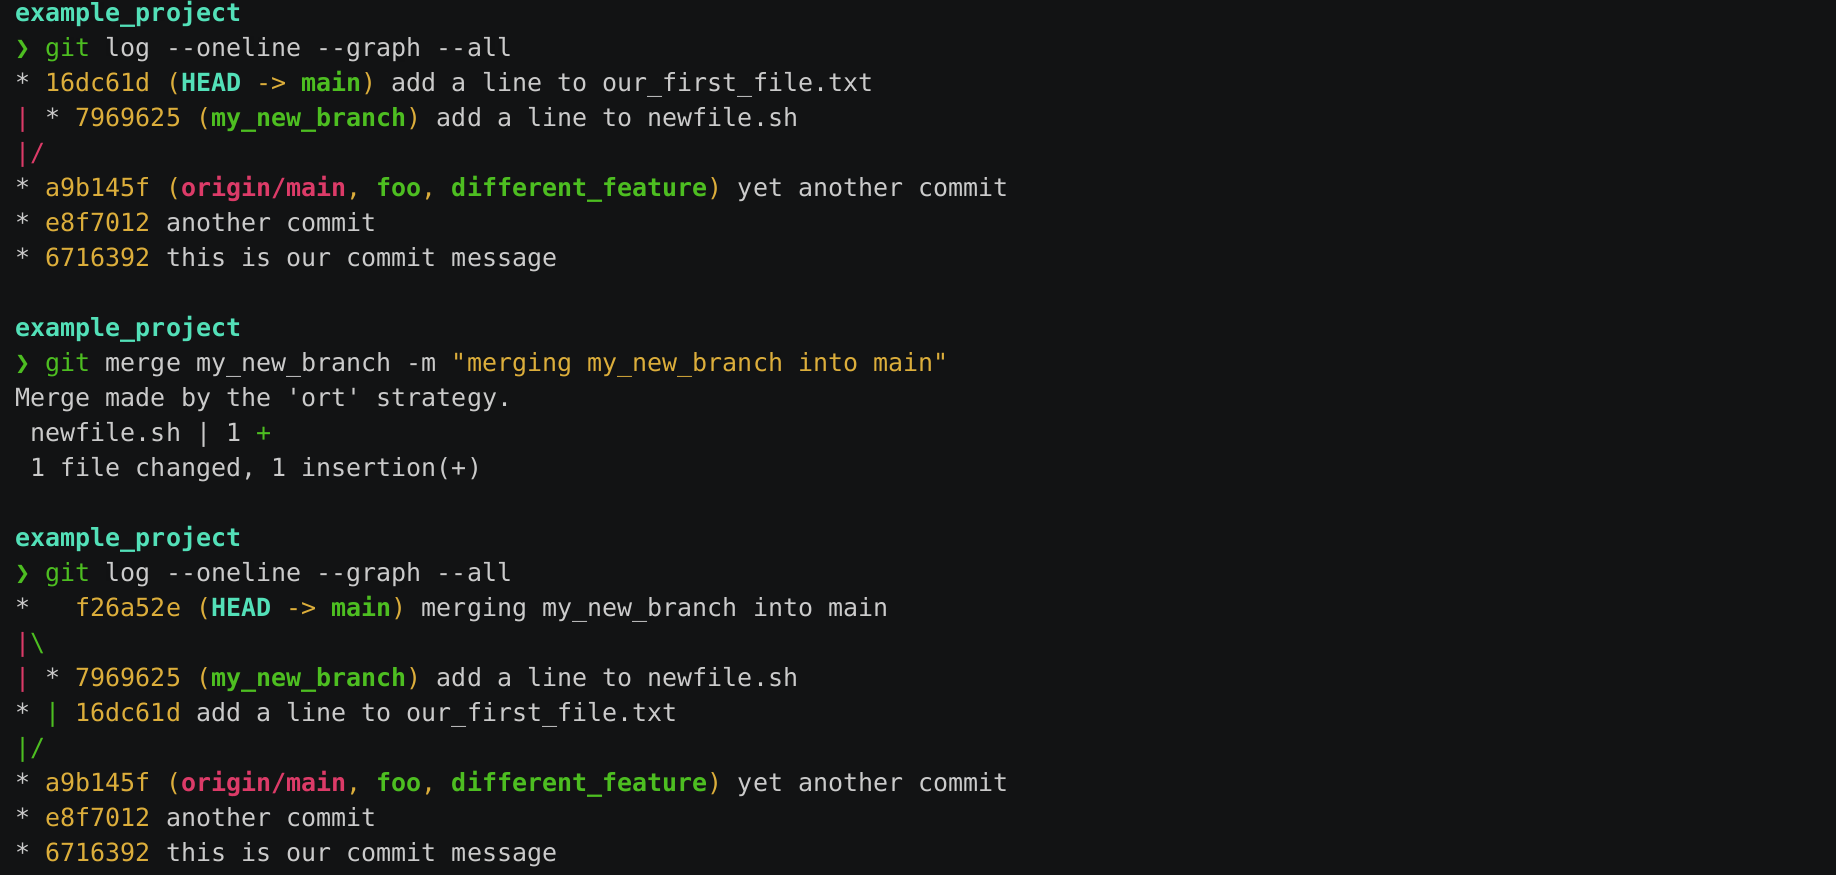 example_project
❯ git log --oneline --graph --all
* 16dc61d (HEAD -> main) add a line to our_first_file.txt
| * 7969625 (my_new_branch) add a line to newfile.sh
|/
* a9b145f (origin/main, foo, different_feature) yet another commit
* e8f7012 another commit
* 6716392 this is our commit message

example_project
❯ git merge my_new_branch -m "merging my_new_branch into main"
Merge made by the 'ort' strategy.
 newfile.sh | 1 +
 1 file changed, 1 insertion(+)

example_project
❯ git log --oneline --graph --all
*   f26a52e (HEAD -> main) merging my_new_branch into main
|\
| * 7969625 (my_new_branch) add a line to newfile.sh
* | 16dc61d add a line to our_first_file.txt
|/
* a9b145f (origin/main, foo, different_feature) yet another commit
* e8f7012 another commit
* 6716392 this is our commit message